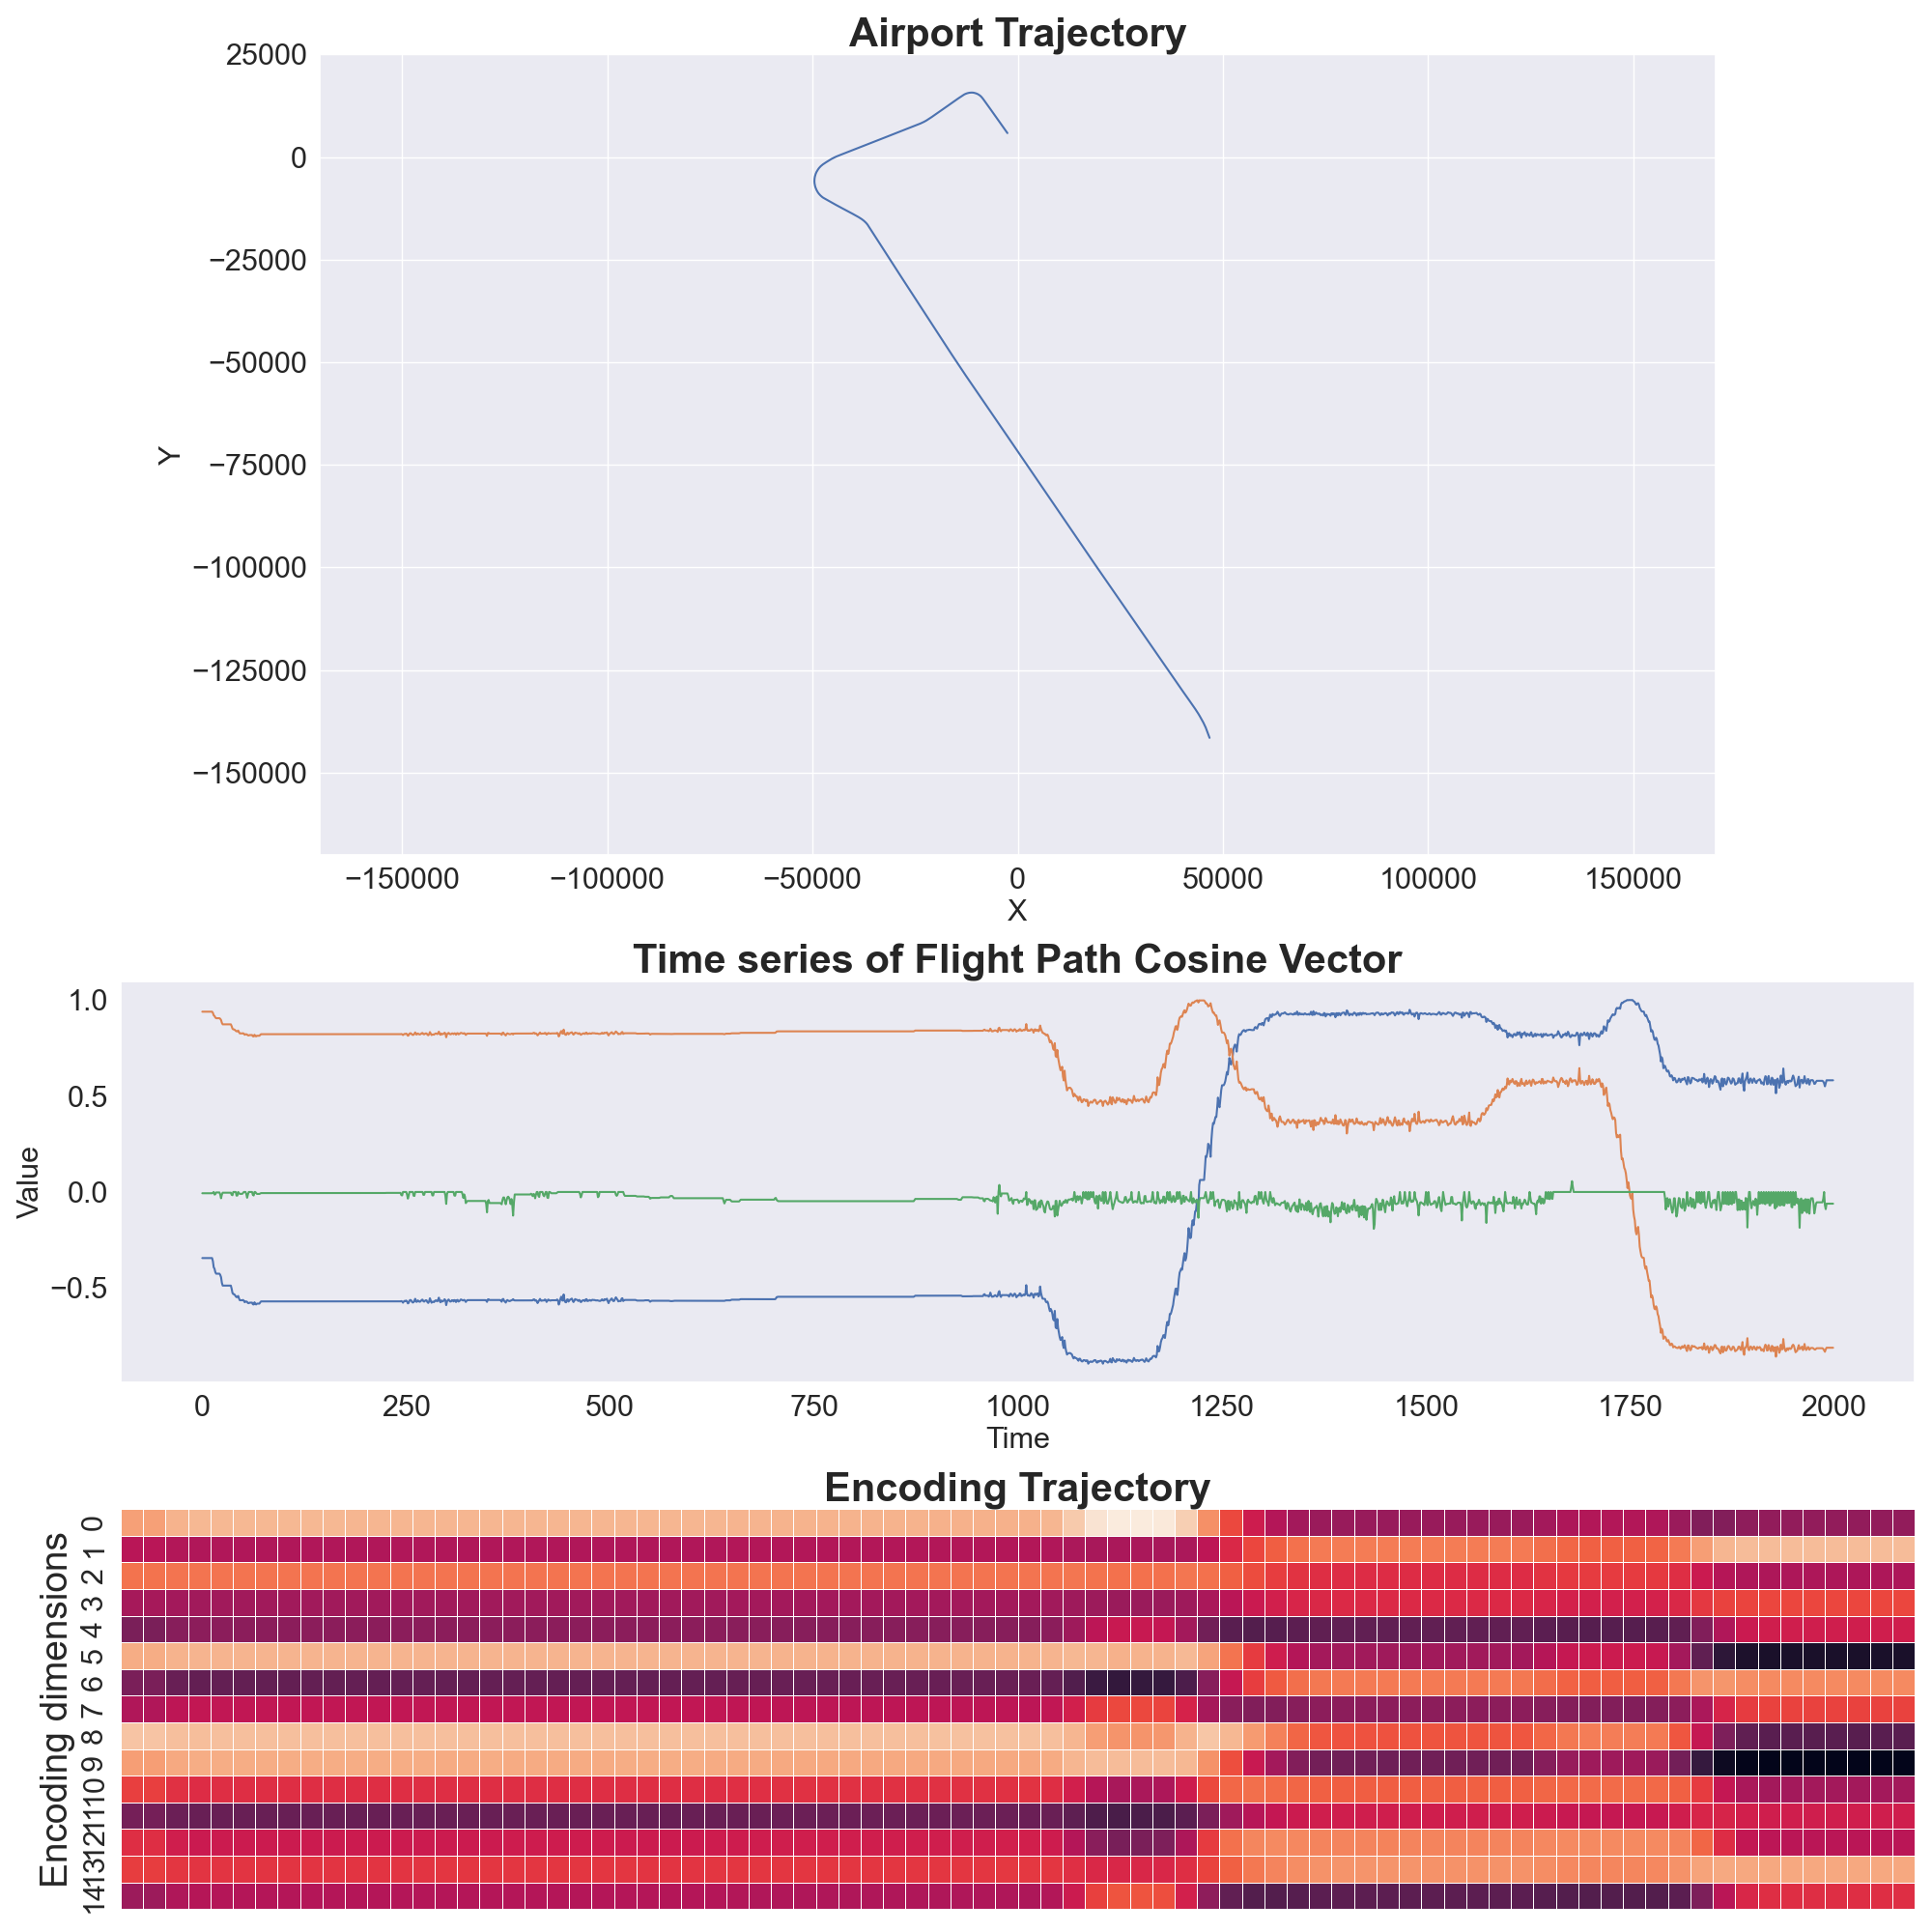 Airport Trajectory
25000
0
−25000
−50000
−75000
−100000
−125000
−150000
Y
−150000 −100000 −50000 0 50000 100000 150000
X
Time series of Flight Path Cosine Vector
1.0
0.5
0.0
−0.5
Value
0 250 500 750 1000 1250 1500 1750 2000
Time
Encoding Trajectory
Encoding dimensions
0
1
2
3
4
5
6
7
8
9
10
11
12
13
14